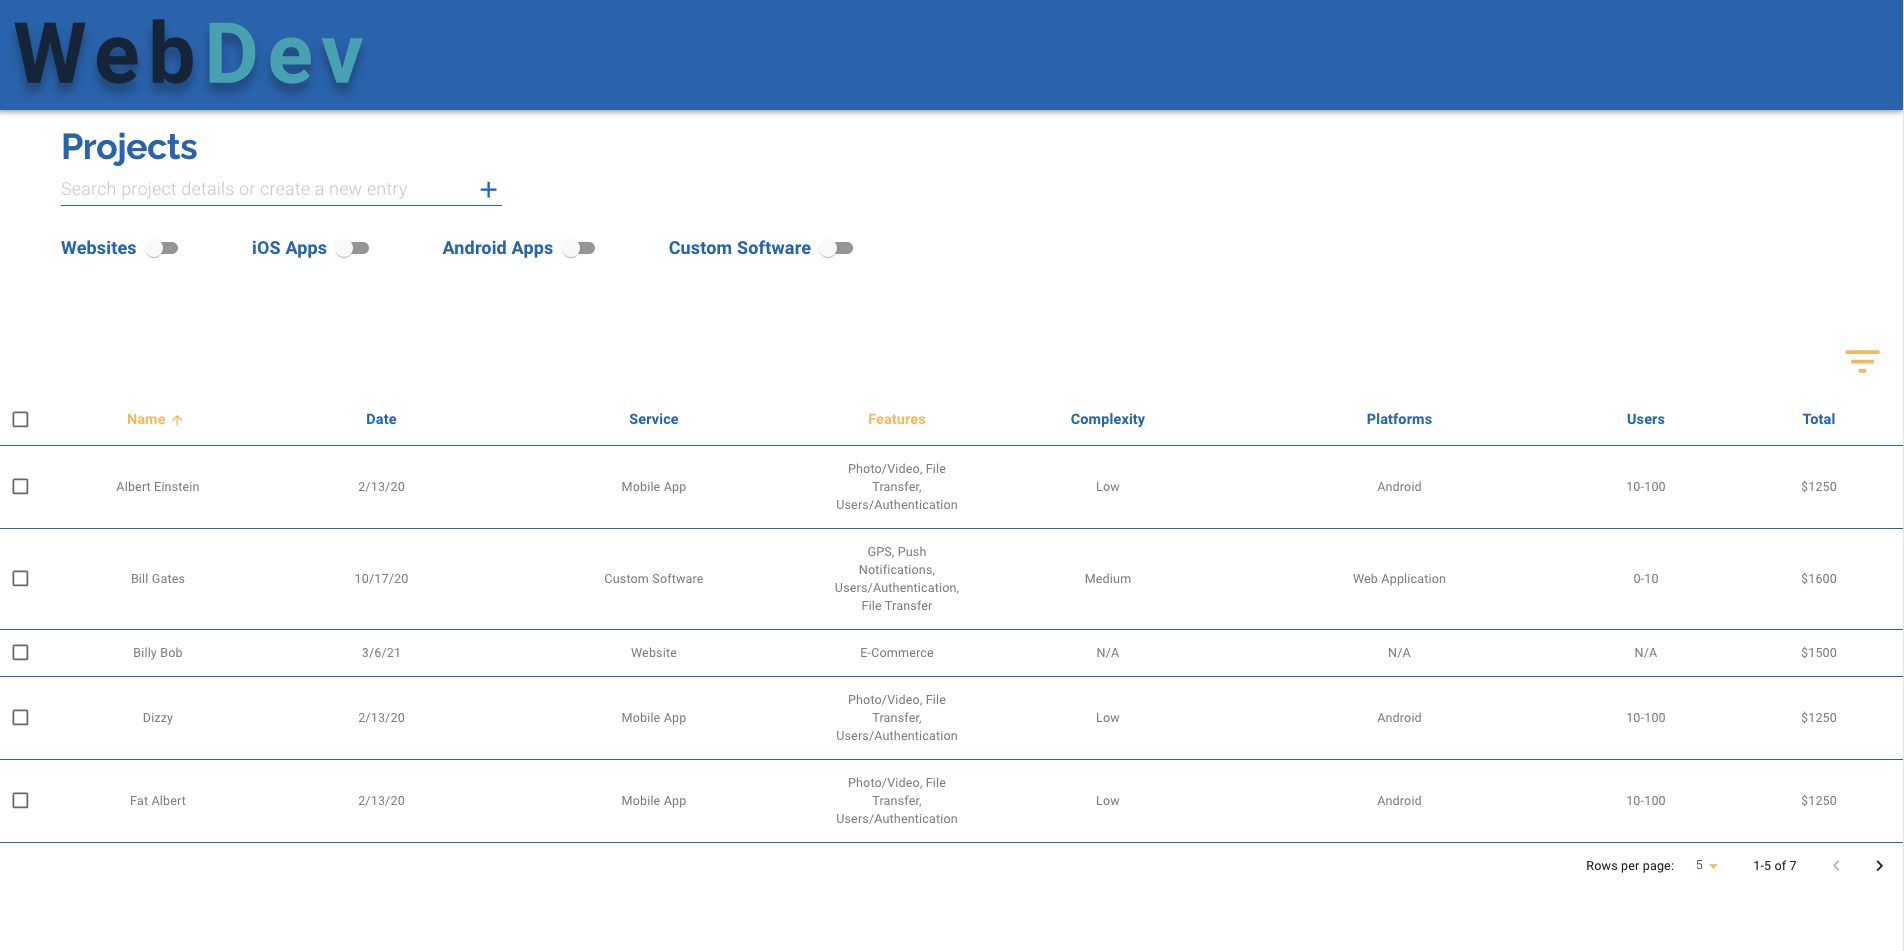 WebDev
Projects
Search project details or create a new entry
Websites iOS Apps Android Apps Custom Software
Name Date Service Features Complexity Platforms Users Total
Photo/Video, File
Albert Einstein 2/13/20 Mobile App Transfer, Low Android 10-100 $1250
Users/Authentication
GPS, Push
Notifications,
Bill Gates 10/17/20 Custom Software Users/Authentication, Medium Web Application 0-10 $1600
File Transfer
Billy Bob 3/6/21 Website E-Commerce N/A N/A N/A $1500
Photo/Video, File
Dizzy 2/13/20 Mobile App Transfer, Low Android 10-100 $1250
Users/Authentication
Photo/Video, File
Fat Albert 2/13/20 Mobile App Transfer, Low Android 10-100 $1250
Users/Authentication
Rows per page: 5 1-5 of 7